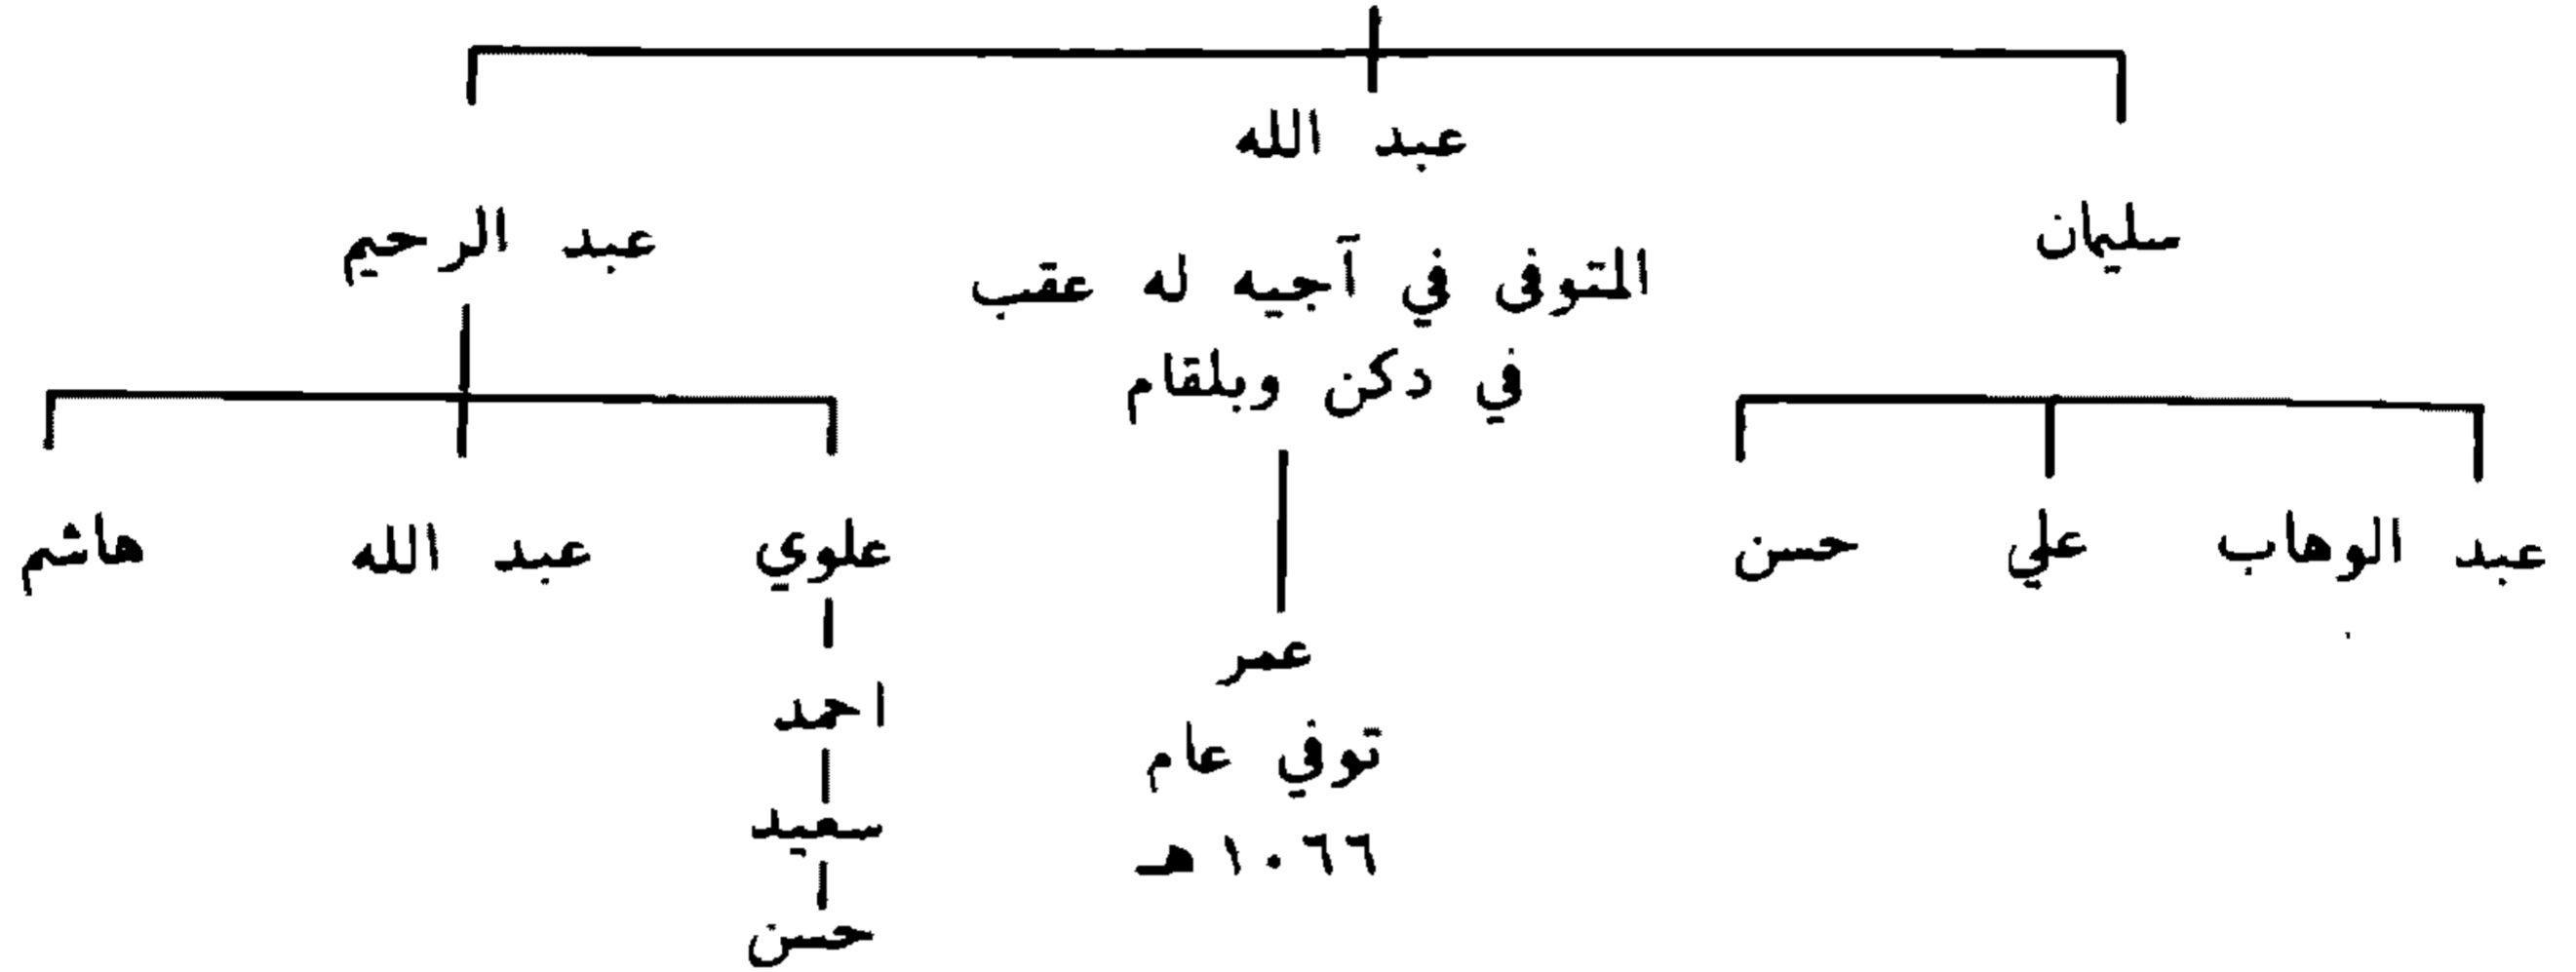 عبد الله
سليمان
عبد الرحيم
المتوفى في آجيه له عقب
في دكن وبلقام
عبد الوهاب
علي
حسن
علوي
عبد الله
هاشم
عمر
احمد
توفي عام
سعيد
١٠٦٦ هـ
حسن